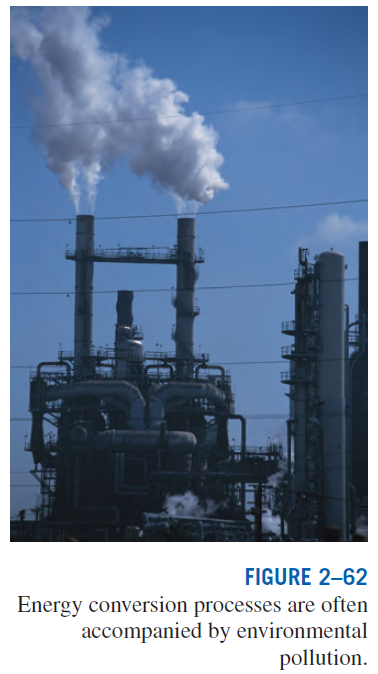 FIGURE 2–62
Energy conversion processes are often
accompanied by environmental
pollution.